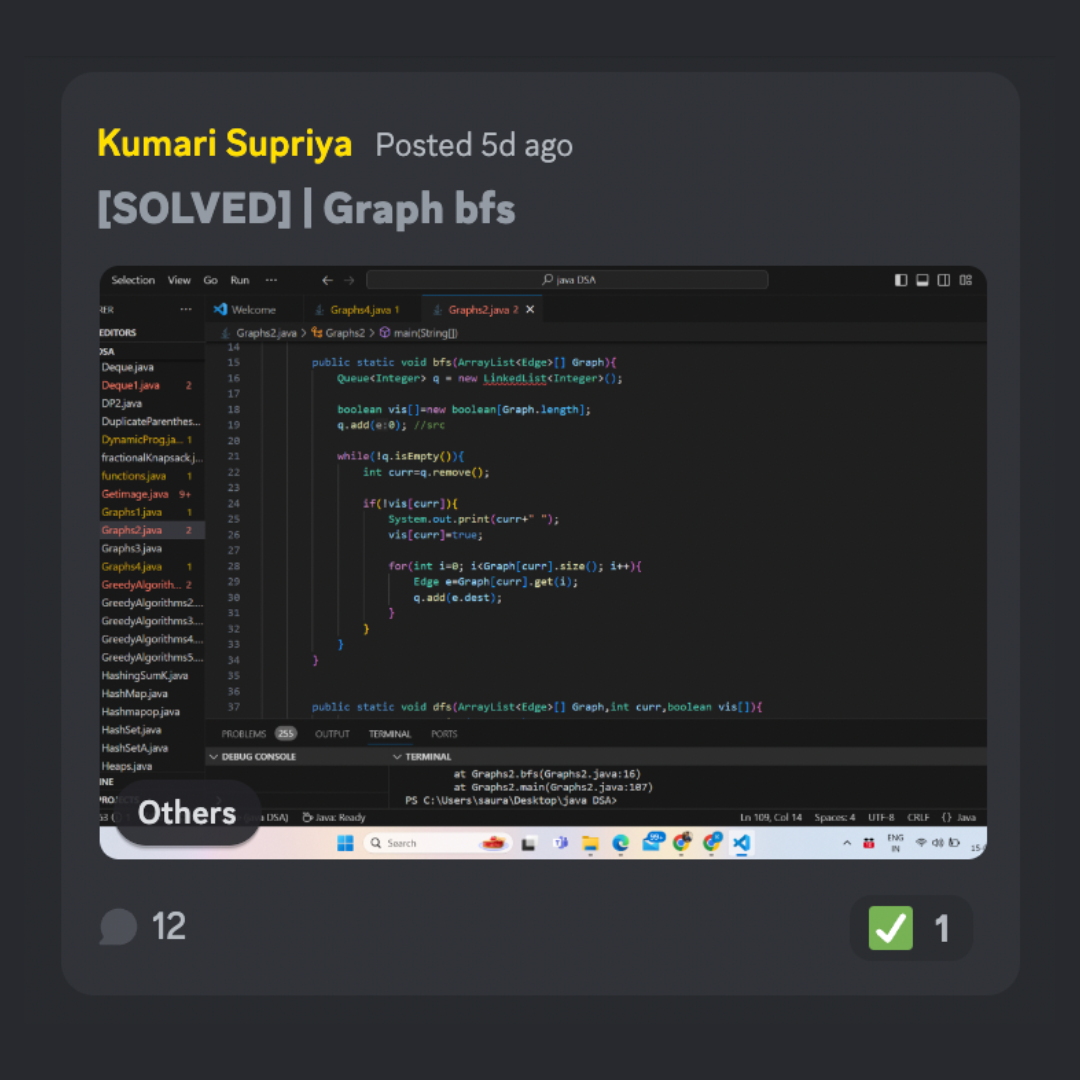 Kumari Supriya Posted 5d ago
[SOLVED] | Graph bfs
Selection View Go Run ... java DSA
RER ... Welcome Graphs4.java 1 Graphs2.java 2
EDITORS Graphs2.java > Graphs2 > main(String[])
DSA
Deque.java
Deque1.java 2
DP2.java
DuplicateParenthes...
DynamicProg.ja... 1
fractionalKnapsack.j...
functions.java 1
Getimage.java 9+
Graphs1.java 1
Graphs2.java 2
Graphs3.java
Graphs4.java 1
GreedyAlgorith... 2
GreedyAlgorithms2....
GreedyAlgorithms3....
GreedyAlgorithms4....
GreedyAlgorithms5....
HashingSumK.java
HashMap.java
Hashmapop.java
HashSet.java
HashSetA.java
Heaps.java
INE
14
15 public static void bfs(ArrayList<Edge>[] Graph){
16 Queue<Integer> q = new LinkedList<Integer>();
17
18 boolean vis[]=new boolean[Graph.length];
19 q.add(e:0); //src
20
21 while(!q.isEmpty()){
22 int curr=q.remove();
23
24 if(!vis[curr]){
25 System.out.print(curr+" ");
26 vis[curr]=true;
27
28 for(int i=0; i<Graph[curr].size(); i++){
29 Edge e=Graph[curr].get(i);
30 q.add(e.dest);
31 }
32 }
33 }
34 }
35
36
37 public static void dfs(ArrayList<Edge>[] Graph,int curr,boolean vis[]){
PROBLEMS 255 OUTPUT TERMINAL PORTS
DEBUG CONSOLE TERMINAL
at Graphs2.bfs(Graphs2.java:16)
at Graphs2.main(Graphs2.java:107)
PS C:\Users\saura\Desktop\java DSA>
Others
a DSA) Java: Ready Ln 109, Col 14 Spaces: 4 UTF-8 CRLF {} Java
Search 99+ ENG
IN 15-0
12 1